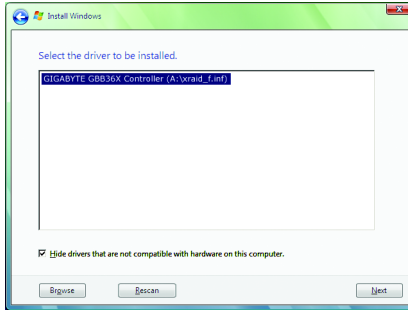 Install Windows
Select the driver to be installed.
GIGABYTE GBB36X Controller (A:\xraid_f.inf)
Hide drivers that are not compatible with hardware on this computer.
Browse
Rescan
Next